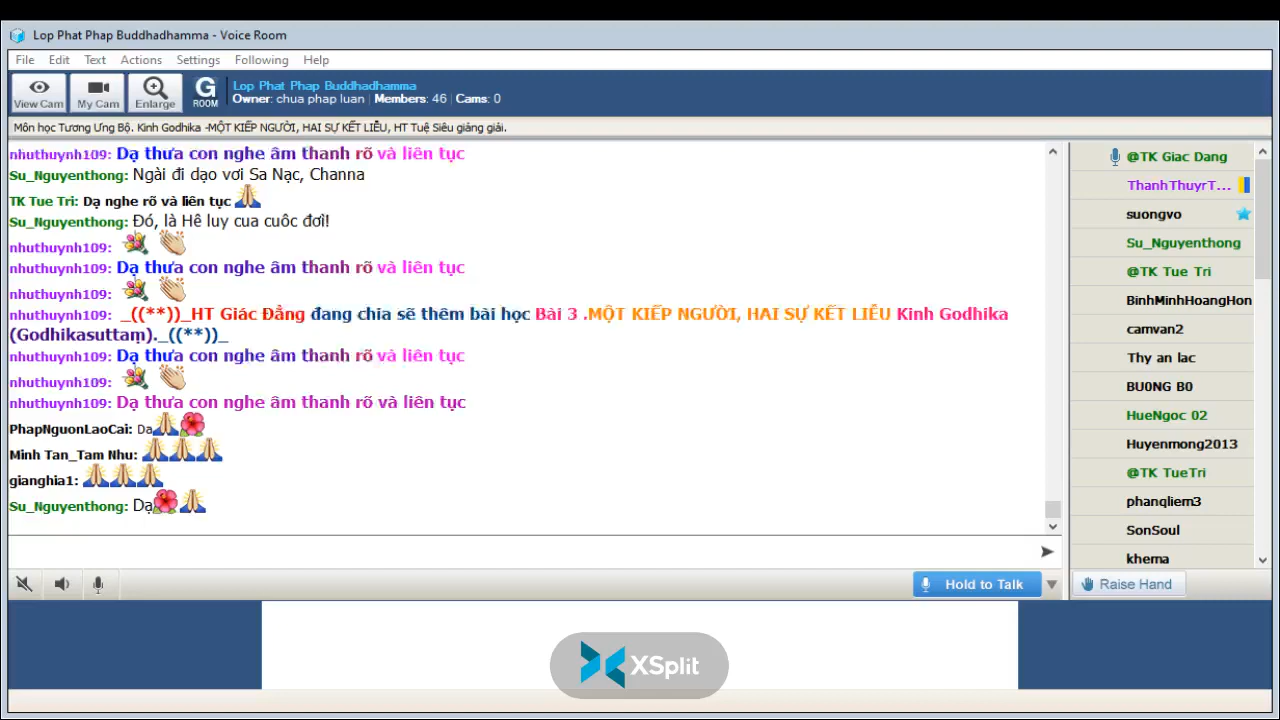 Lop Phat Phap Buddhadhamma - Voice Room
File Edit Text Actions Settings Following Help
View Cam My Cam Enlarge G ROOM
Lop Phat Phap Buddhadhamma
Owner: chua phap luan | Members: 46 | Cams: 0
Môn học Tương Ưng Bộ. Kinh Godhika -MỘT KIẾP NGƯỜI, HAI SỰ KẾT LIỄU, HT Tuệ Siêu giảng giải.
nhuthuynh109: Dạ thưa con nghe âm thanh rõ và liên tục
Su_Nguyenthong: Ngài đi dạo vơi Sa Nạc, Channa
TK Tue Tri: Dạ nghe rõ và liên tục
Su_Nguyenthong: Đó, là Hê luy cua cuôc đơi!
nhuthuynh109:
nhuthuynh109: Dạ thưa con nghe âm thanh rõ và liên tục
nhuthuynh109:
nhuthuynh109: _((**))_HT Giác Đẳng đang chia sẽ thêm bài học Bài 3 .MỘT KIẾP NGƯỜI, HAI SỰ KẾT LIỄU Kinh Godhika
(Godhikasuttaṃ)._((**))_
nhuthuynh109: Dạ thưa con nghe âm thanh rõ và liên tục
nhuthuynh109:
nhuthuynh109: Dạ thưa con nghe âm thanh rõ và liên tục
PhapNguonLaoCai: Da
Minh Tan_Tam Nhu:
gianghia1:
Su_Nguyenthong: Dạ
@TK Giac Dang
ThanhThuyrT...
suongvo
Su_Nguyenthong
@TK Tue Tri
BinhMinhHoangHon
camvan2
Thy an lac
BU0NG B0
HueNgoc 02
Huyenmong2013
@TK TueTri
phanqliem3
SonSoul
khema
Hold to Talk
Raise Hand
XSplit